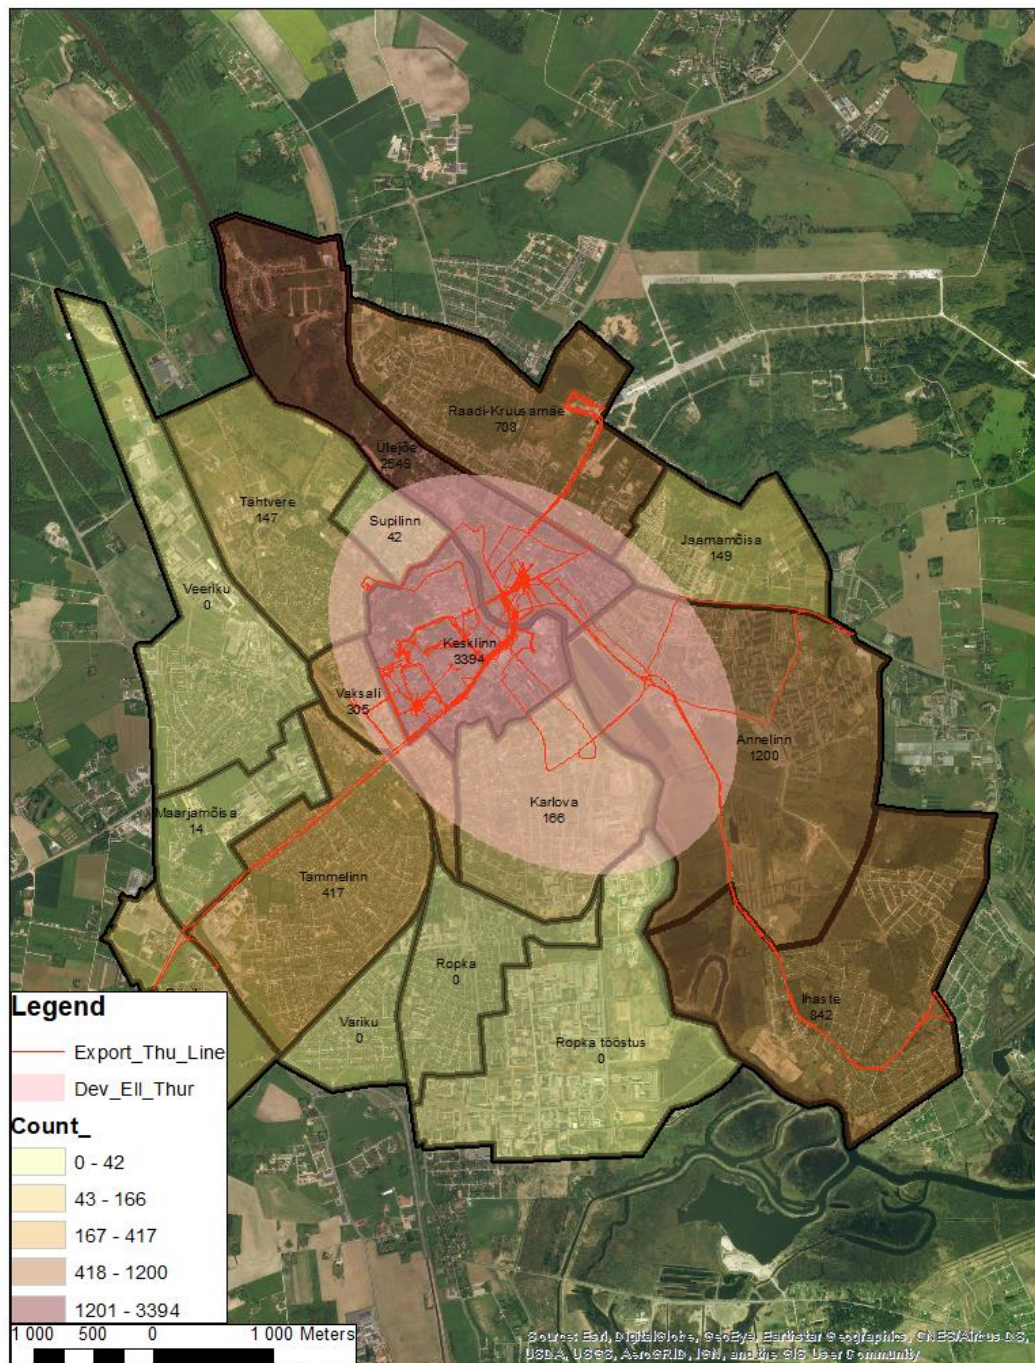 Raadi-Kruusamäe
708
Ülejõe
2549
Tähtvere
147
Supilinn
42
Jaamamõisa
149
Veeriku
0
Kesklinn
3394
Vaksali
305
Annelinn
1200
Maarjamõisa
14
Karlova
166
Tammelinn
417
Ropka
0
Ihaste
842
Variku
0
Ropka tööstus
0
Legend
Export_Thu_Line
Dev_Ell_Thur
Count_
0 - 42
43 - 166
167 - 417
418 - 1200
1201 - 3394
1 000 500 0 1 000 Meters
Source: Esri, DigitalGlobe, GeoEye, Earthstar Geographics, CNES/Airbus DS,
USDA, USGS, AeroGRID, IGN, and the GIS User Community